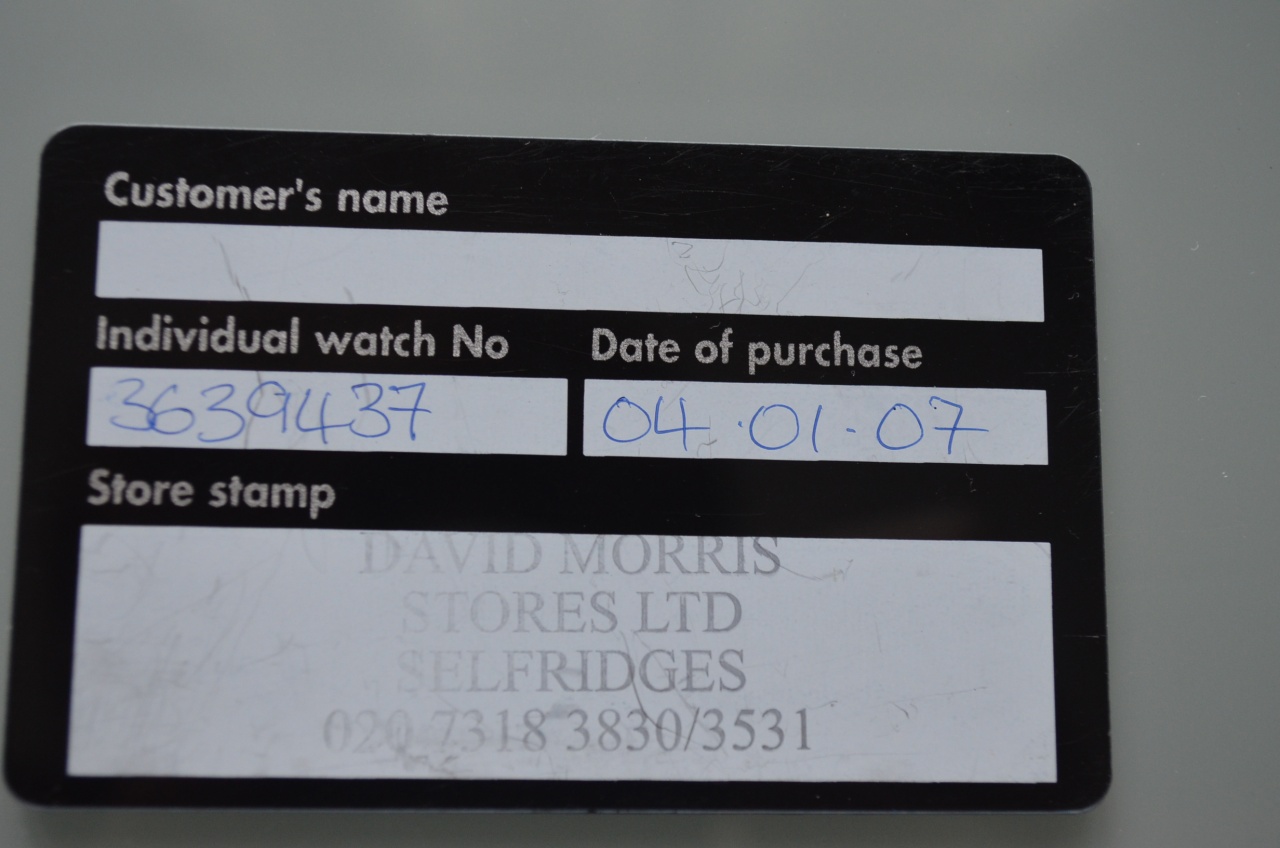 Customer's name
Individual watch No
Date of purchase
3639437
04.01.07
Store stamp
DAVID MORRIS
STORES LTD
SELFRIDGES
020 7318 3830/3531